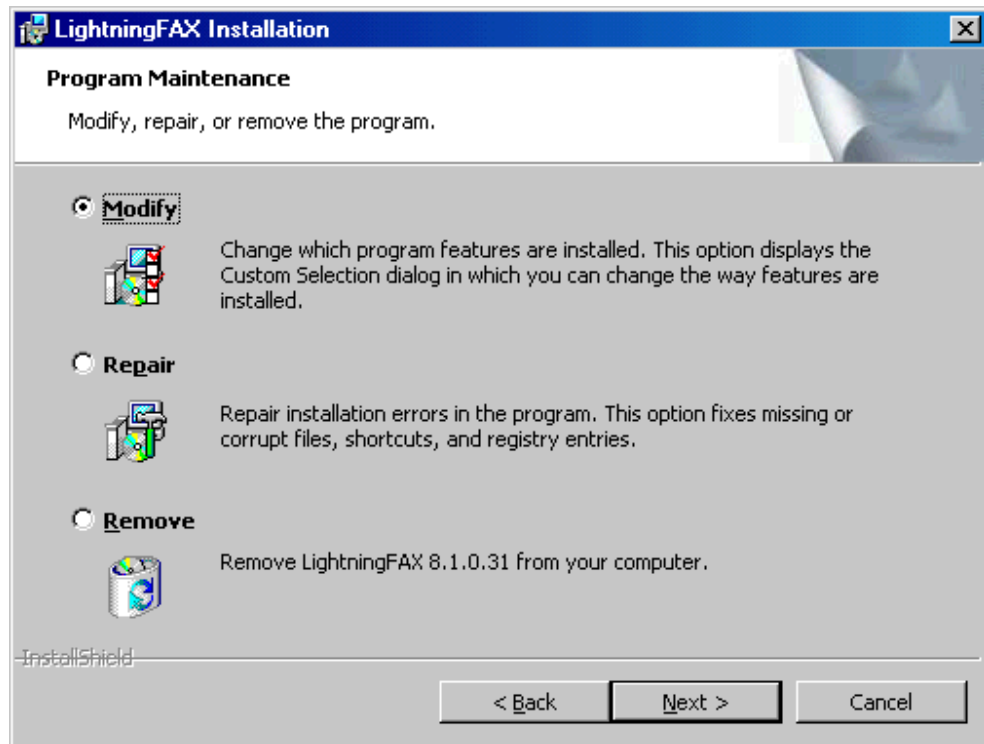 LightningFAX Installation
Program Maintenance
Modify, repair, or remove the program.
Modify
Change which program features are installed. This option displays the
Custom Selection dialog in which you can change the way features are
installed.
Repair
Repair installation errors in the program. This option fixes missing or
corrupt files, shortcuts, and registry entries.
Remove
Remove LightningFAX 8.1.0.31 from your computer.
InstallShield
< Back
Next >
Cancel